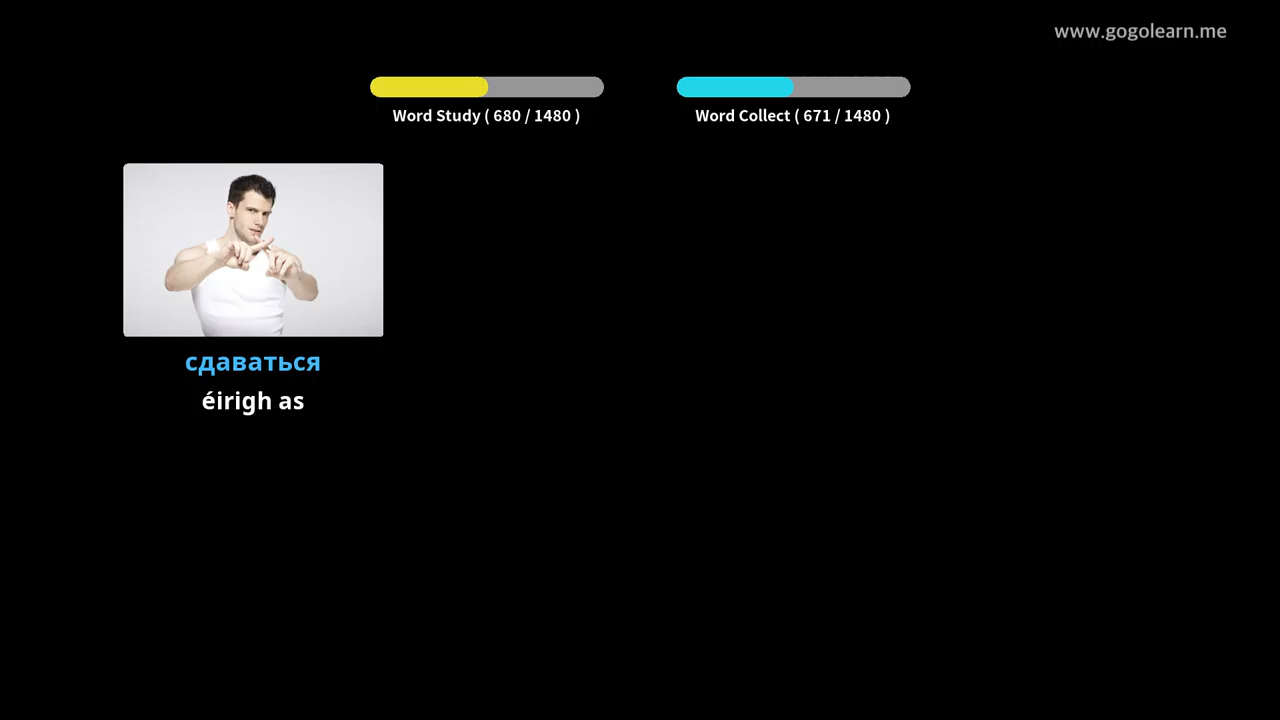 www.gogolearn.me
Word Study ( 680 / 1480 )
Word Collect ( 671 / 1480 )
сдаваться
éirigh as